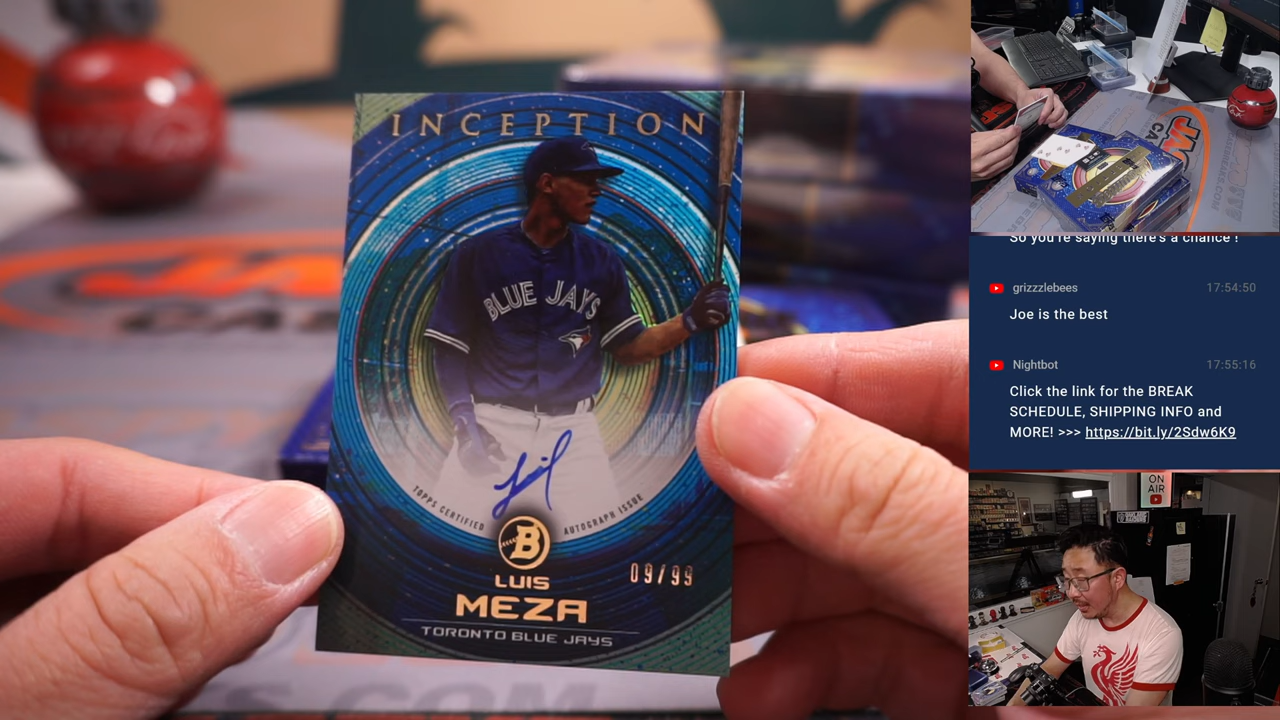 INCEPTION
BLUE JAYS
TOPPS CERTIFIED
AUTOGRAPH ISSUE
B
LUIS
MEZA
09/99
TORONTO BLUE JAYS
So you're saying there's a chance !
grizzzlebees
17:54:50
Joe is the best
Nightbot
17:55:16
Click the link for the BREAK
SCHEDULE, SHIPPING INFO and
MORE! >>> https://bit.ly/2Sdw6K9
ON
AIR